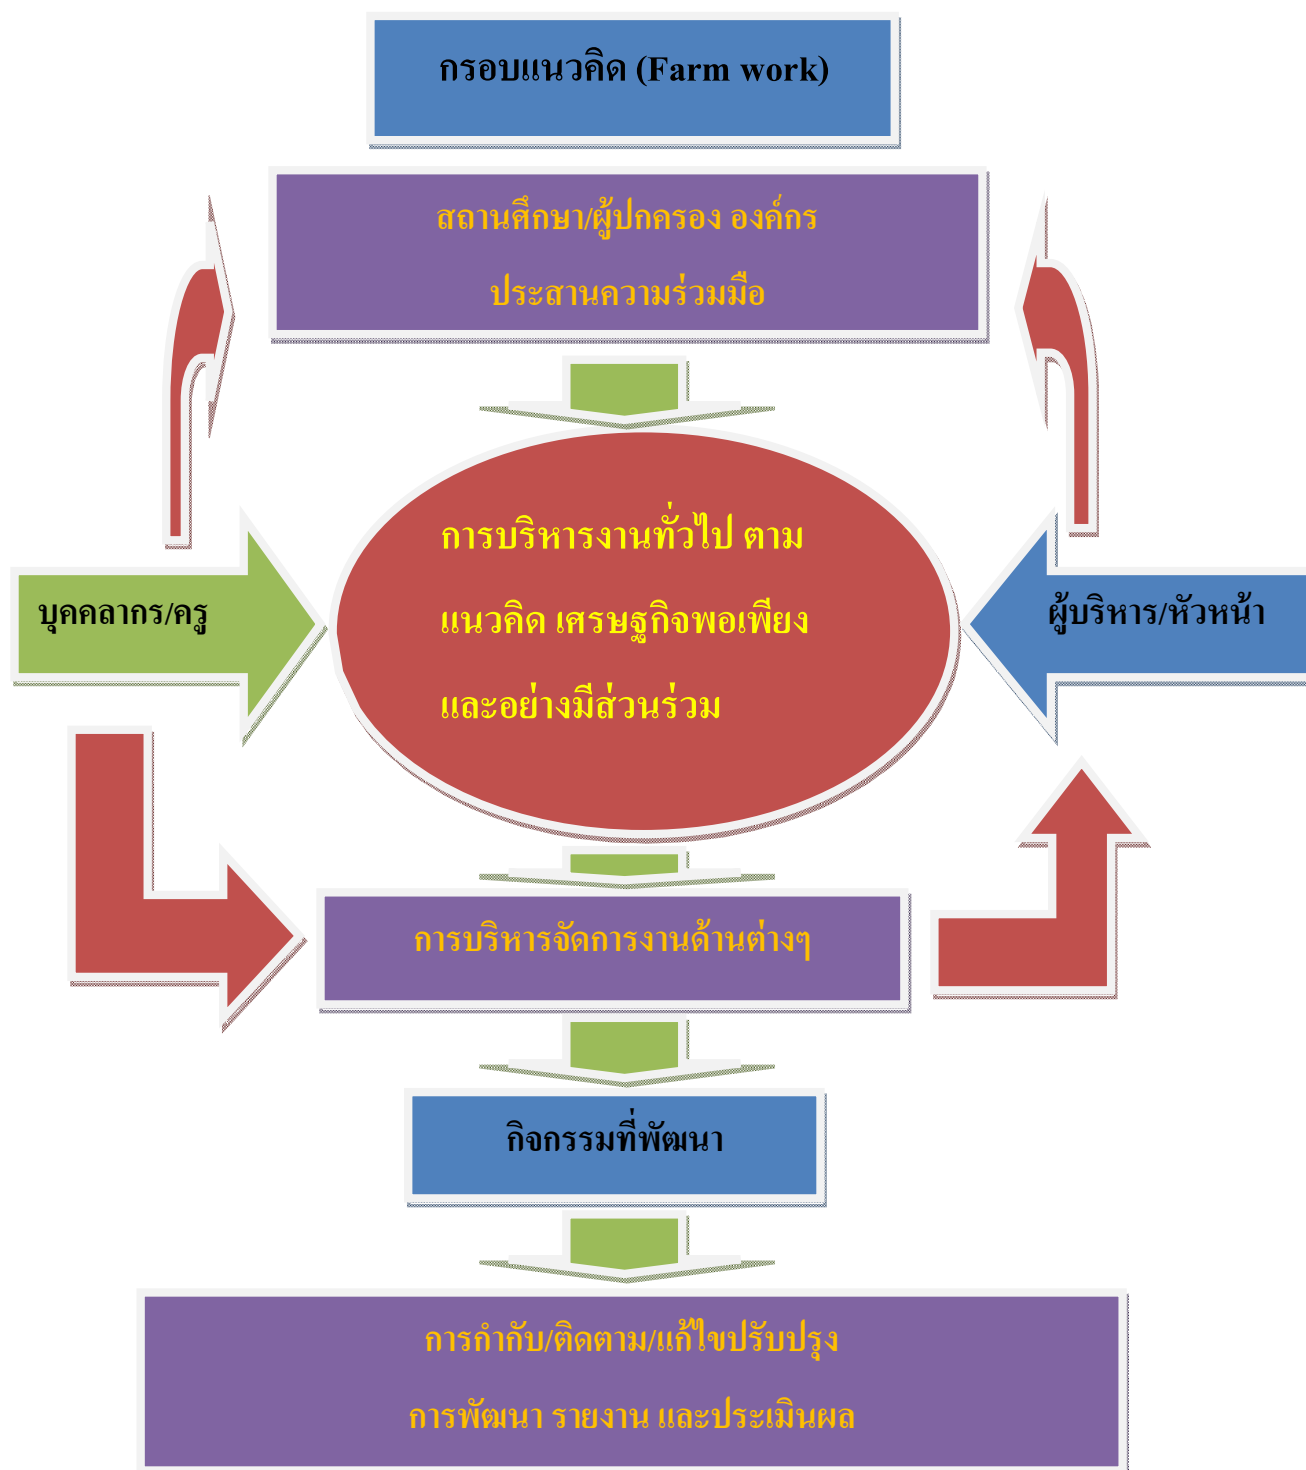 กรอบแนวคิด (Farm work)
สถานศึกษา/ผู้ปกครอง องค์กร
ประสานความร่วมมือ
การบริหารงานทั่วไป ตาม
แนวคิด เศรษฐกิจพอเพียง
และอย่างมีส่วนร่วม
บุคคลากร/ครู
ผู้บริหาร/หัวหน้า
การบริหารจัดการงานด้านต่างๆ
กิจกรรมที่พัฒนา
การกำกับ/ติดตาม/แก้ไขปรับปรุง
การพัฒนา รายงาน และประเมินผล